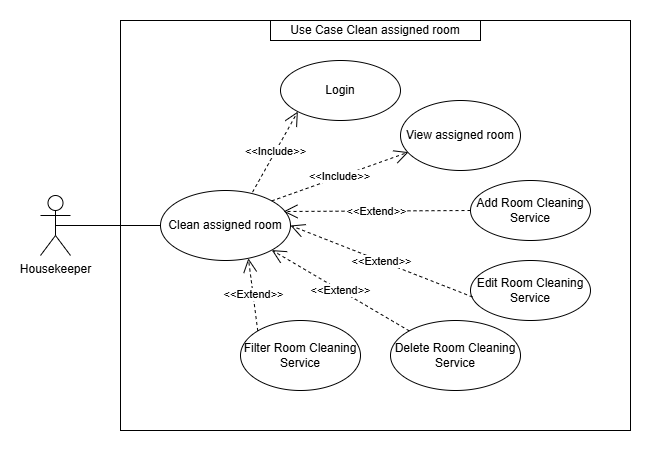 Use Case Clean assigned room
Login
<<Include>>
View assigned room
<<Include>>
Clean assigned room
Add Room Cleaning
Service
<<Extend>>
Housekeeper
<<Extend>>
Edit Room Cleaning
Service
<<Extend>>
<<Extend>>
Filter Room Cleaning
Service
Delete Room Cleaning
Service